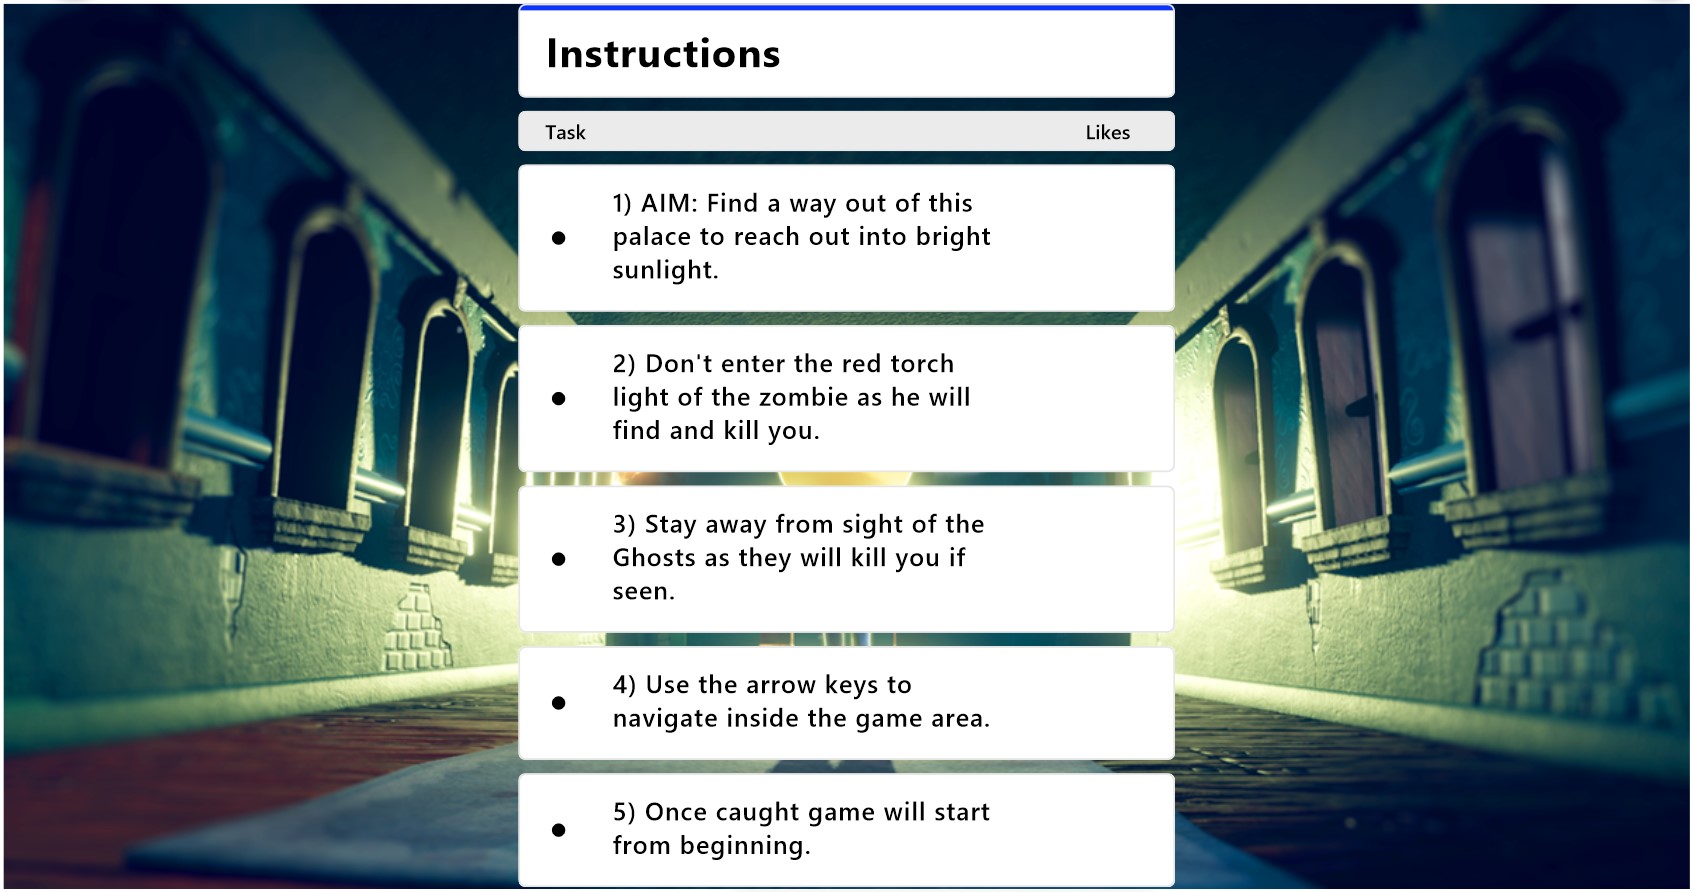 Instructions
Task Likes
1) AIM: Find a way out of this
palace to reach out into bright
sunlight.
2) Don't enter the red torch
light of the zombie as he will
find and kill you.
3) Stay away from sight of the
Ghosts as they will kill you if
seen.
4) Use the arrow keys to
navigate inside the game area.
5) Once caught game will start
from beginning.